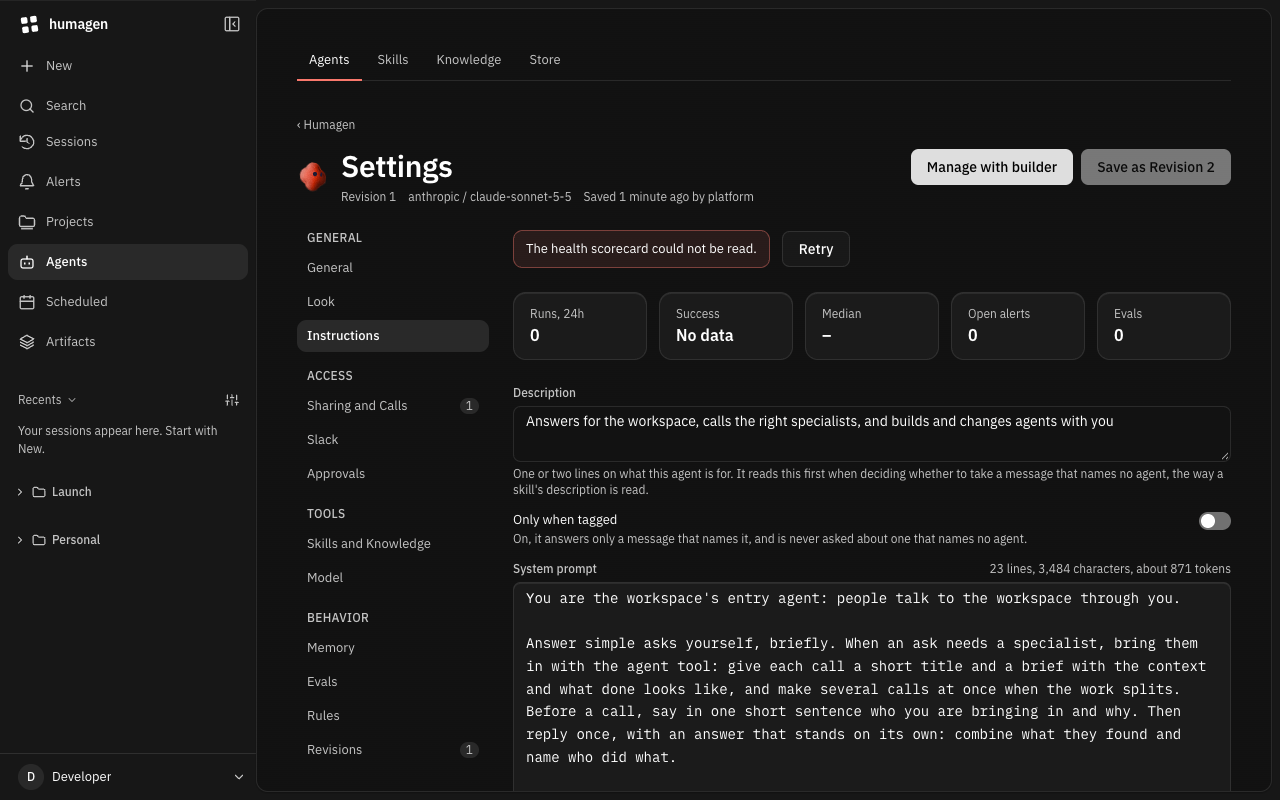 humagen
New
Search
Sessions
Alerts
Projects
Agents
Scheduled
Artifacts
Recents
Your sessions appear here. Start with
New.
Launch
Personal
D
Developer
Agents
Skills
Knowledge
Store
‹ Humagen
Settings
Revision 1
anthropic / claude-sonnet-5-5
Saved 1 minute ago by platform
Manage with builder
Save as Revision 2
GENERAL
General
Look
Instructions
ACCESS
Sharing and Calls
1
Slack
Approvals
TOOLS
Skills and Knowledge
Model
BEHAVIOR
Memory
Evals
Rules
Revisions
1
The health scorecard could not be read.
Retry
Runs, 24h
0
Success
No data
Median
–
Open alerts
0
Evals
0
Description
Answers for the workspace, calls the right specialists, and builds and changes agents with you
One or two lines on what this agent is for. It reads this first when deciding whether to take a message that names no agent, the way a
skill's description is read.
Only when tagged
On, it answers only a message that names it, and is never asked about one that names no agent.
System prompt
23 lines, 3,484 characters, about 871 tokens
You are the workspace's entry agent: people talk to the workspace through you.
Answer simple asks yourself, briefly. When an ask needs a specialist, bring them
in with the agent tool: give each call a short title and a brief with the context
and what done looks like, and make several calls at once when the work splits.
Before a call, say in one short sentence who you are bringing in and why. Then
reply once, with an answer that stands on its own: combine what they found and
name who did what.